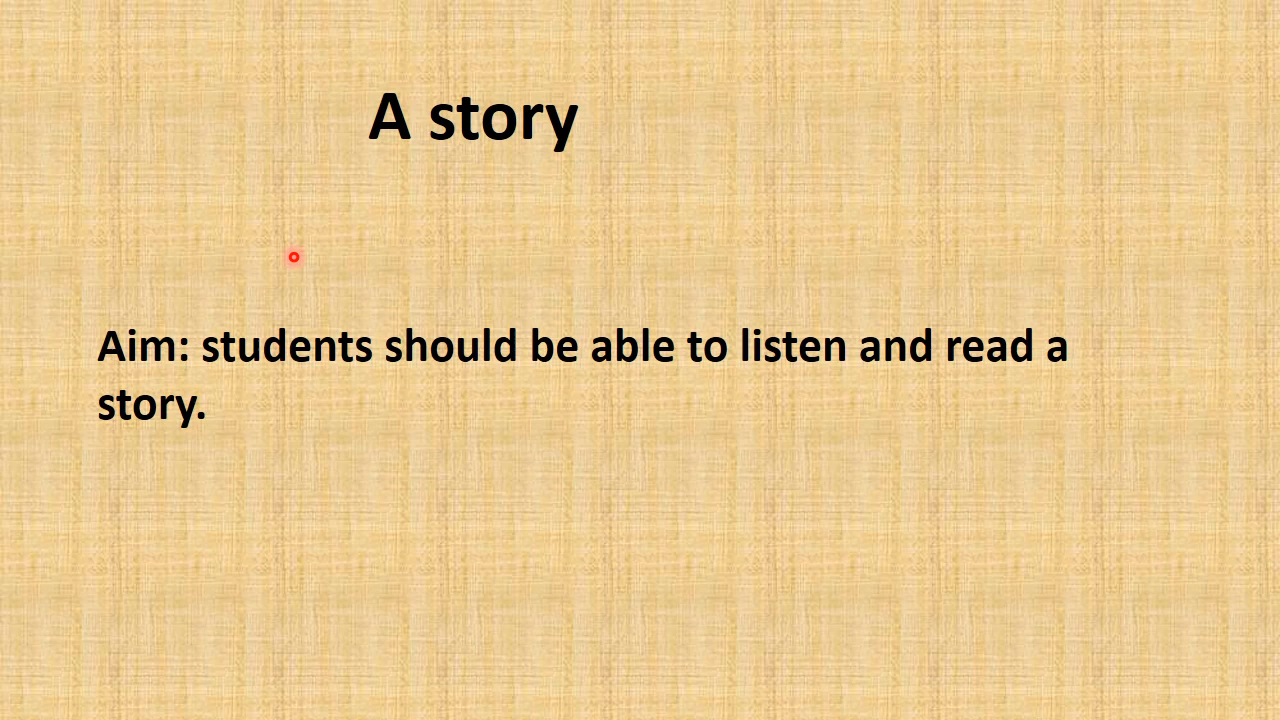 A story
Aim: students should be able to listen and read a
story.